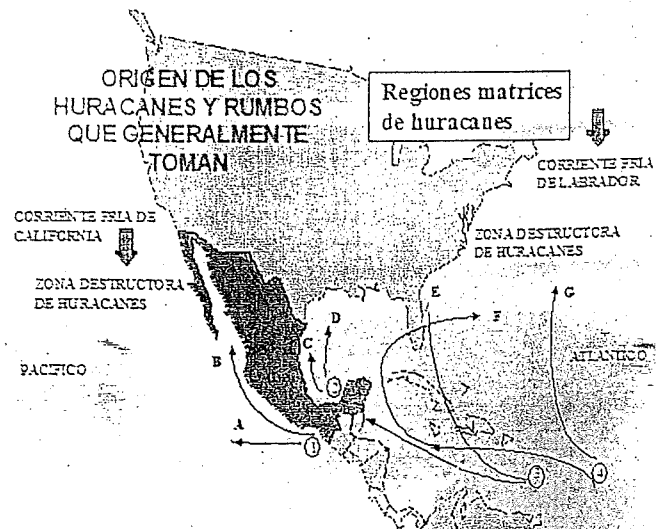 ORIGEN DE LOS
HURACANES Y RUMBOS
QUE GENERALMENTE
TOMAN
Regiones matrices
de huracanes
CORRIENTE FRIA
DE LABRADOR
CORRIENTE FRIA DE
CALIFORNIA
ZONA DESTRUCTORA
DE HURACANES
ZONA DESTRUCTORA
DE HURACANES
E
G
D
F
C
B
PACIFICO
ATLANTICO
2
A
1
3
4